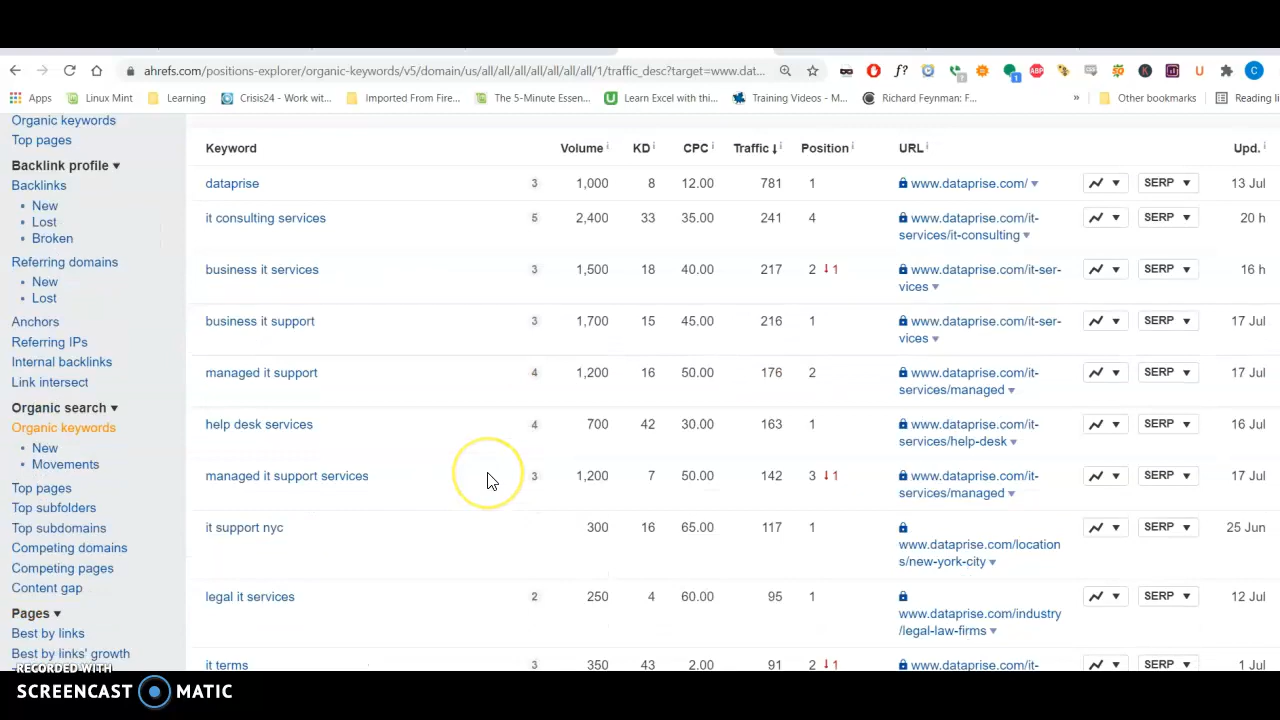 ahrefs.com/positions-explorer/organic-keywords/v5/domain/us/all/all/all/all/all/all/all/1/traffic_desc?target=www.dat...
Apps Linux Mint Learning Crisis24 - Work wit... Imported From Fire... The 5-Minute Essen... Learn Excel with thi... Training Videos - M... Richard Feynman: F... » Other bookmarks Reading li
Organic keywords
Top pages
Backlink profile
Backlinks
New
Lost
Broken
Referring domains
New
Lost
Anchors
Referring IPs
Internal backlinks
Link intersect
Organic search
Organic keywords
New
Movements
Top pages
Top subfolders
Top subdomains
Competing domains
Competing pages
Content gap
Pages
Best by links
Best by links' growth
Keyword Volume KD CPC Traffic Position URL Upd.
dataprise 3 1,000 8 12.00 781 1 www.dataprise.com/ SERP 13 Jul
it consulting services 5 2,400 33 35.00 241 4 www.dataprise.com/it-
services/it-consulting SERP 20 h
business it services 3 1,500 18 40.00 217 2 ↓1 www.dataprise.com/it-ser-
vices SERP 16 h
business it support 3 1,700 15 45.00 216 1 www.dataprise.com/it-ser-
vices SERP 17 Jul
managed it support 4 1,200 16 50.00 176 2 www.dataprise.com/it-
services/managed SERP 17 Jul
help desk services 4 700 42 30.00 163 1 www.dataprise.com/it-
services/help-desk SERP 16 Jul
managed it support services 3 1,200 7 50.00 142 3 ↓1 www.dataprise.com/it-
services/managed SERP 17 Jul
it support nyc 300 16 65.00 117 1 SERP 25 Jun
www.dataprise.com/location
s/new-york-city
legal it services 2 250 4 60.00 95 1 SERP 12 Jul
www.dataprise.com/industry
/legal-law-firms
it terms 3 350 43 2.00 91 2 ↓1 www.dataprise.com/it- SERP 1 Jul
RECORDED WITH
SCREENCAST MATIC